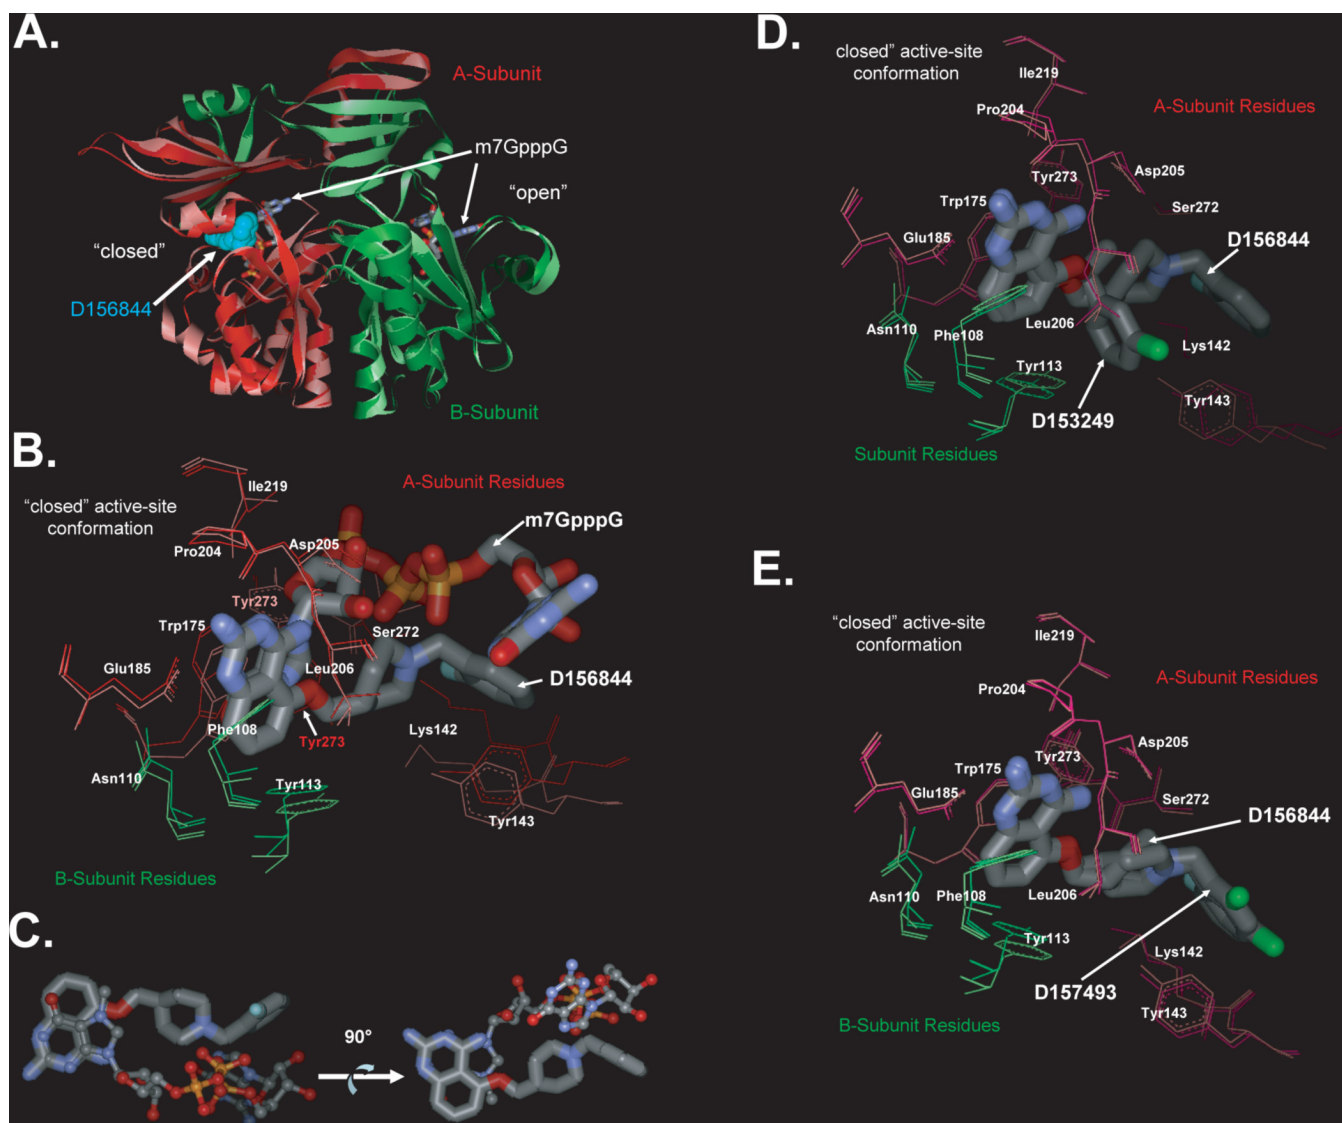 A.
A-Subunit
m7GpppG
“open”
“closed”
D156844
B-Subunit
B.
“closed” active-site
conformation
A-Subunit Residues
Ile219
m7GpppG
Pro204
Asp205
Tyr273
Trp175
Ser272
Glu185
Leu206
D156844
Phe108
Tyr273
Lys142
Asn110
Tyr113
Tyr143
B-Subunit Residues
C.
90°
D.
closed” active-site
conformation
Ile219
A-Subunit Residues
Pro204
Tyr273
Asp205
Trp175
Ser272
Glu185
D156844
Asn110
Phe108
Leu206
Lys142
Tyr113
Tyr143
D153249
Subunit Residues
E.
“closed” active-site
conformation
Ile219
A-Subunit Residues
Pro204
Tyr273
Asp205
Trp175
Glu185
Ser272
D156844
Asn110
Phe108
Leu206
Tyr113
Lys142
D157493
Tyr143
B-Subunit Residues